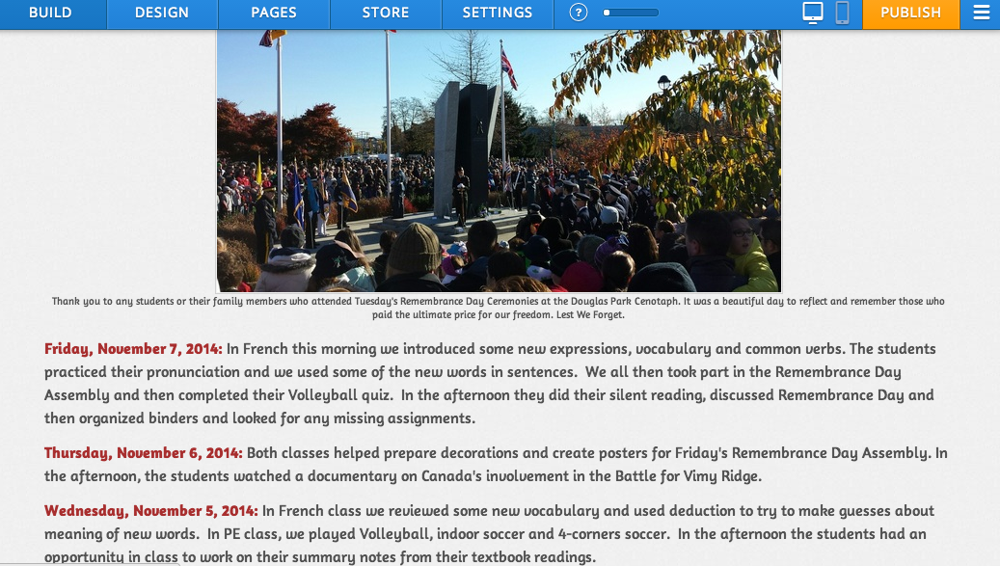 BUILD DESIGN PAGES STORE SETTINGS ? PUBLISH
Thank you to any students or their family members who attended Tuesday's Remembrance Day Ceremonies at the Douglas Park Cenotaph. It was a beautiful day to reflect and remember those who
paid the ultimate price for our freedom. Lest We Forget.
Friday, November 7, 2014: In French this morning we introduced some new expressions, vocabulary and common verbs. The students
practiced their pronunciation and we used some of the new words in sentences. We all then took part in the Remembrance Day
Assembly and then completed their Volleyball quiz. In the afternoon they did their silent reading, discussed Remembrance Day and
then organized binders and looked for any missing assignments.
Thursday, November 6, 2014: Both classes helped prepare decorations and create posters for Friday's Remembrance Day Assembly. In
the afternoon, the students watched a documentary on Canada's involvement in the Battle for Vimy Ridge.
Wednesday, November 5, 2014: In French class we reviewed some new vocabulary and used deduction to try to make guesses about
meaning of new words. In PE class, we played Volleyball, indoor soccer and 4-corners soccer. In the afternoon the students had an
opportunity in class to work on their summary notes from their textbook readings.